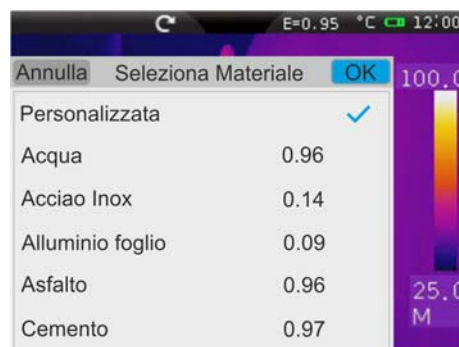 E=0.95 °C 12:00
Annulla Seleziona Materiale OK
100.0
Personalizzata
Acqua 0.96
Acciao Inox 0.14
Alluminio foglio 0.09
Asfalto 0.96
25.0
Cemento 0.97
M